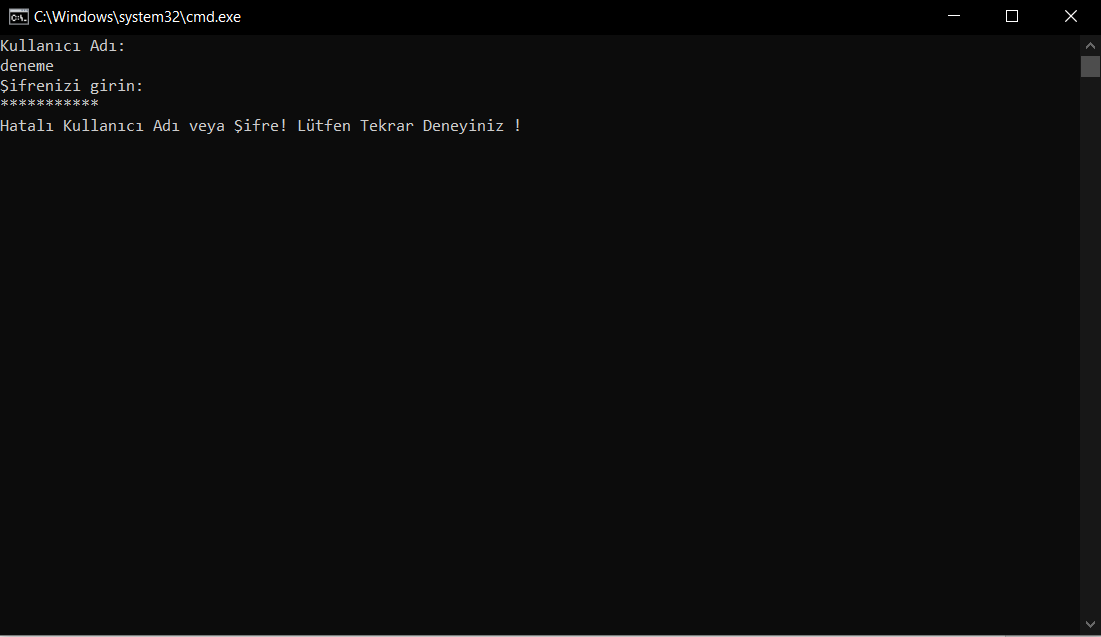 C:\Windows\system32\cmd.exe
Kullanıcı Adı:
deneme
Şifrenizi girin:
***********
Hatalı Kullanıcı Adı veya Şifre! Lütfen Tekrar Deneyiniz !